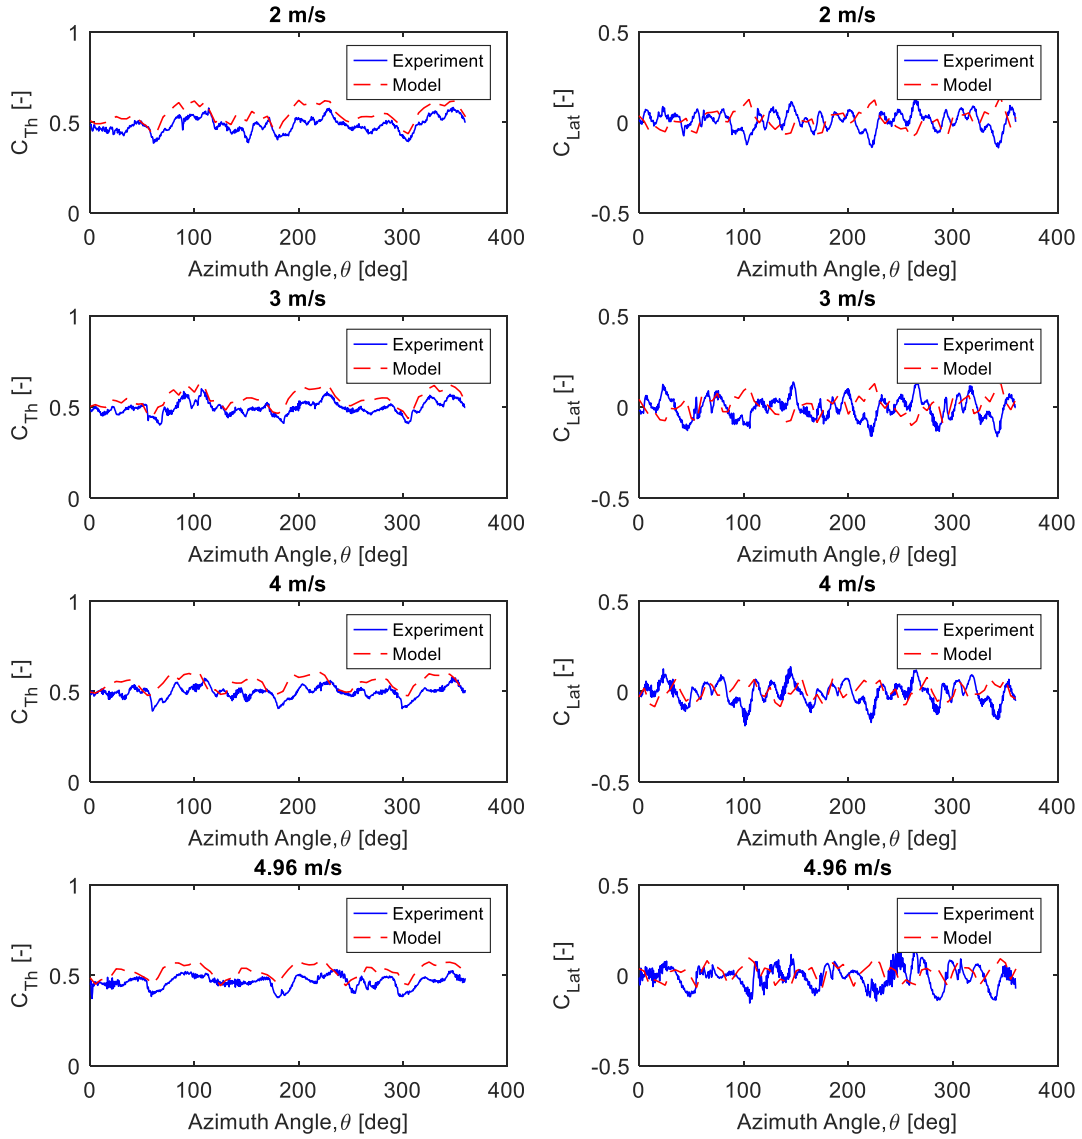 2 m/s
1
0.5
0
C_Th [-]
Experiment
Model
0 100 200 300 400
Azimuth Angle, θ [deg]
2 m/s
0.5
0
-0.5
C_Lat [-]
Experiment
Model
0 100 200 300 400
Azimuth Angle, θ [deg]
3 m/s
1
0.5
0
C_Th [-]
Experiment
Model
0 100 200 300 400
Azimuth Angle, θ [deg]
3 m/s
0.5
0
-0.5
C_Lat [-]
Experiment
Model
0 100 200 300 400
Azimuth Angle, θ [deg]
4 m/s
1
0.5
0
C_Th [-]
Experiment
Model
0 100 200 300 400
Azimuth Angle, θ [deg]
4 m/s
0.5
0
-0.5
C_Lat [-]
Experiment
Model
0 100 200 300 400
Azimuth Angle, θ [deg]
4.96 m/s
1
0.5
0
C_Th [-]
Experiment
Model
0 100 200 300 400
Azimuth Angle, θ [deg]
4.96 m/s
0.5
0
-0.5
C_Lat [-]
Experiment
Model
0 100 200 300 400
Azimuth Angle, θ [deg]